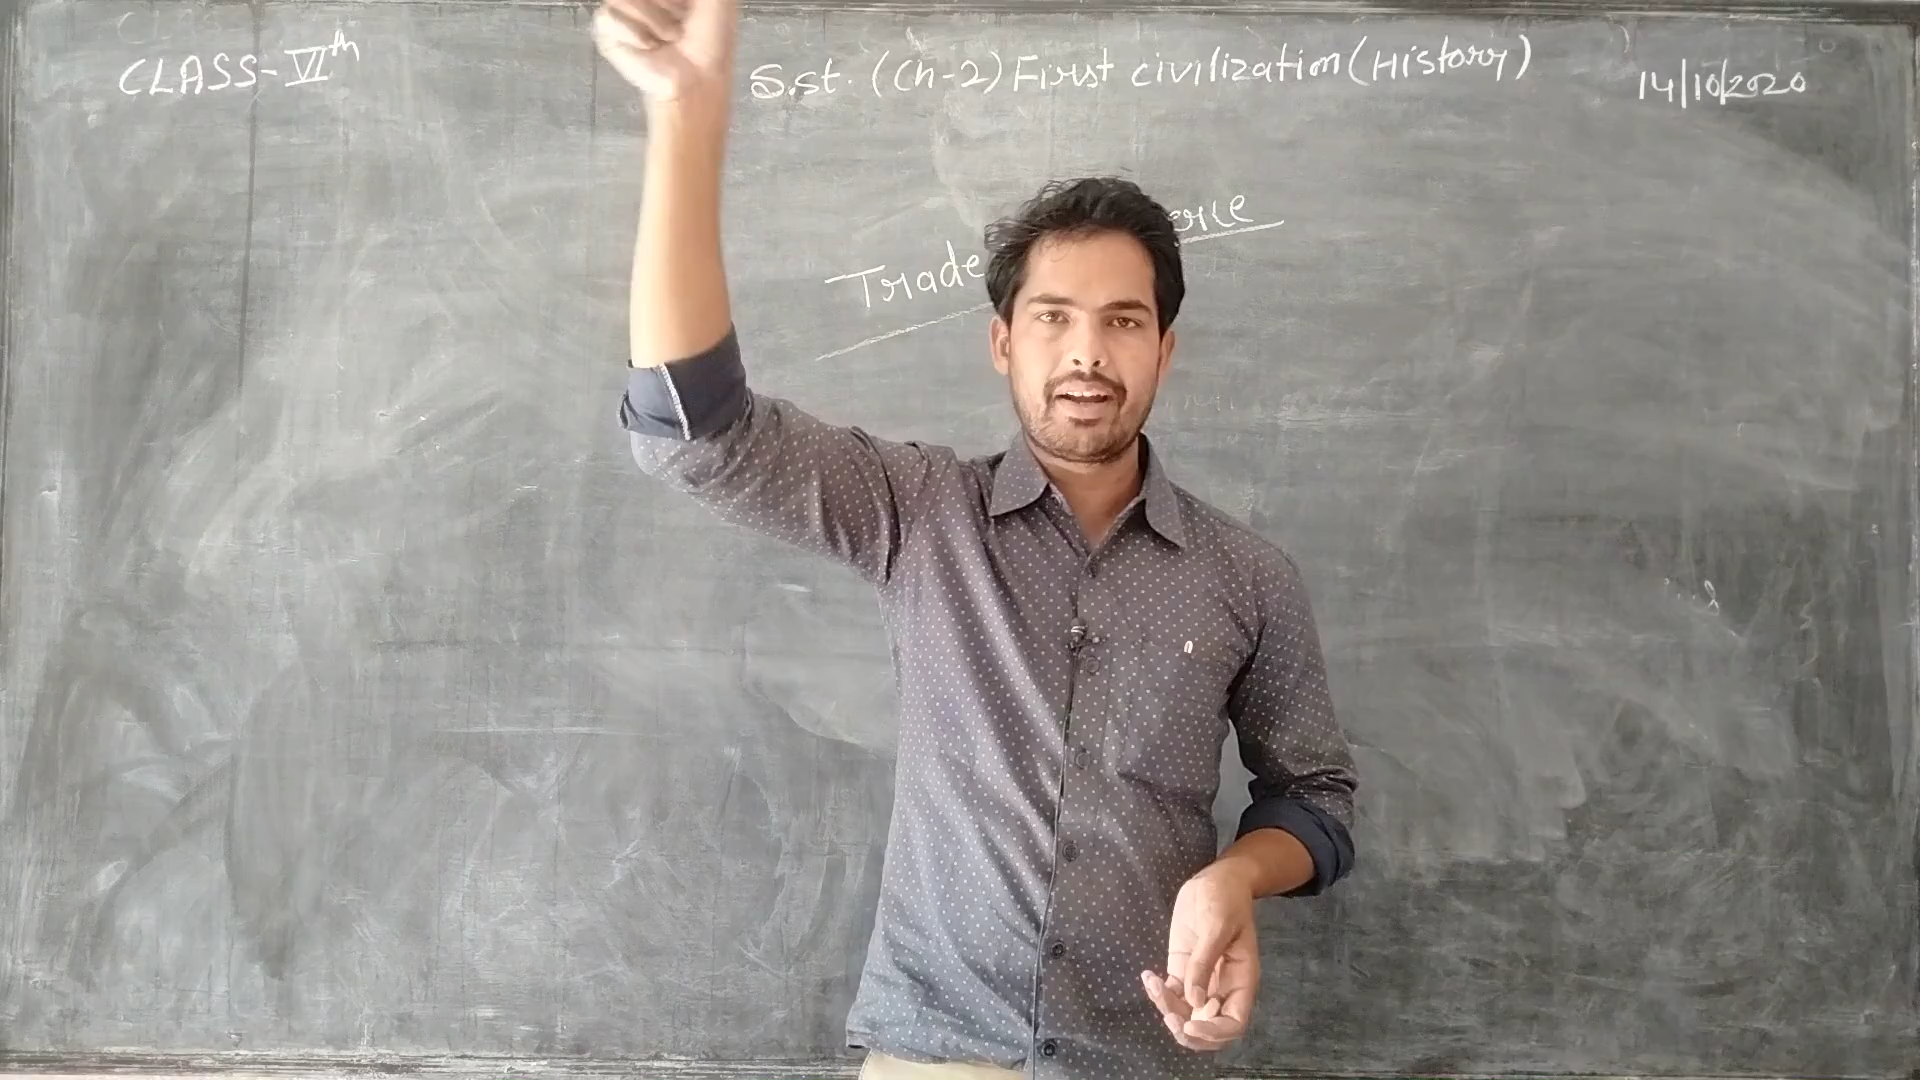 CLASS-VIth
S.st. (Ch-2) First civilization (History)
14/10/2020
Trade